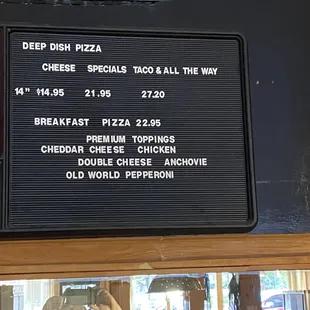 DEEP DISH PIZZA
CHEESE SPECIALS TACO & ALL THE WAY
14" $14.95 21.95 27.20
BREAKFAST PIZZA 22.95
PREMIUM TOPPINGS
CHEDDAR CHEESE CHICKEN
DOUBLE CHEESE ANCHOVIE
OLD WORLD PEPPERONI